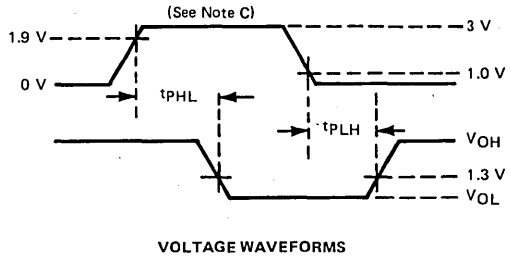 (See Note C)
3 V
1.9 V
1.0 V
0 V
tPHL
tPLH
VOH
1.3 V
VOL
VOLTAGE WAVEFORMS